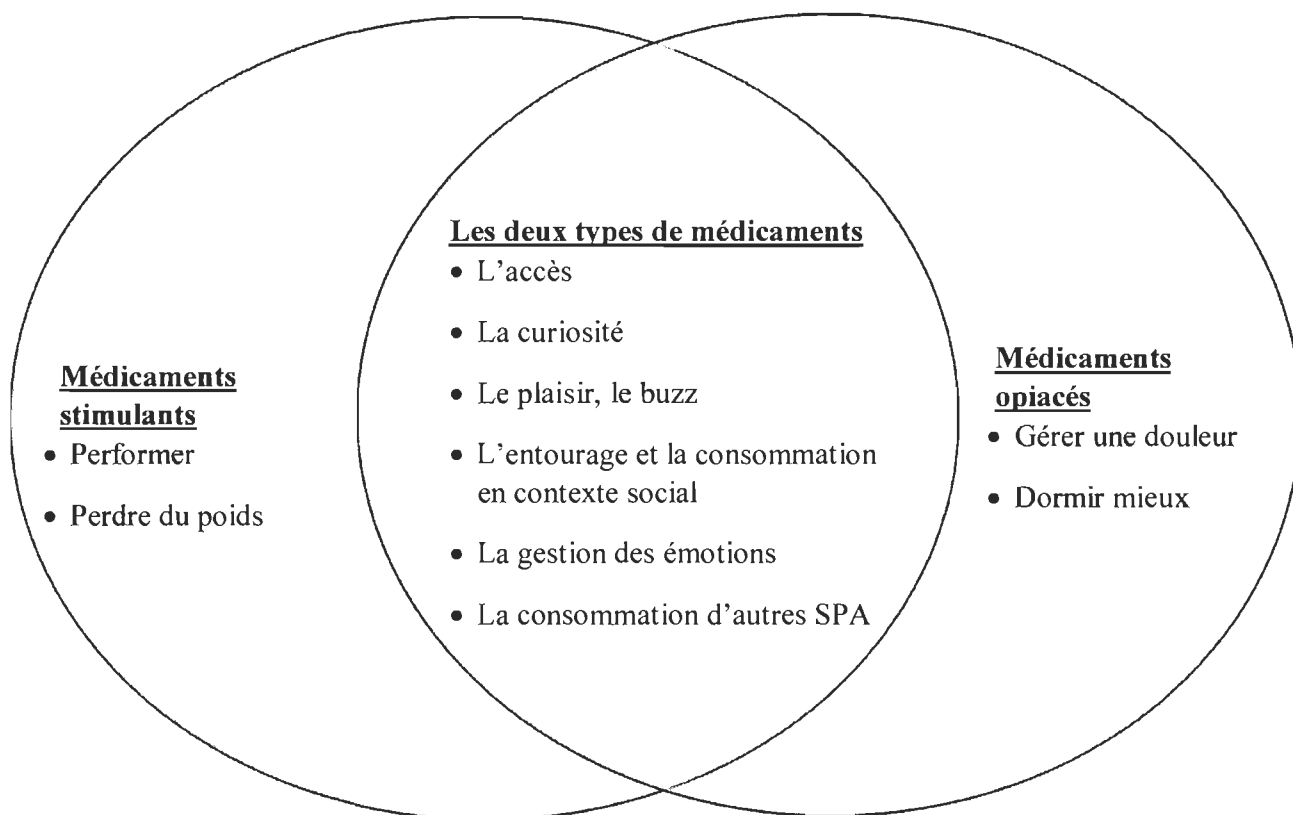 Médicaments
stimulants
• Performer
• Perdre du poids
Les deux types de médicaments
• L'accès
• La curiosité
• Le plaisir, le buzz
• L'entourage et la consommation
en contexte social
• La gestion des émotions
• La consommation d'autres SPA
Médicaments
opiacés
• Gérer une douleur
• Dormir mieux